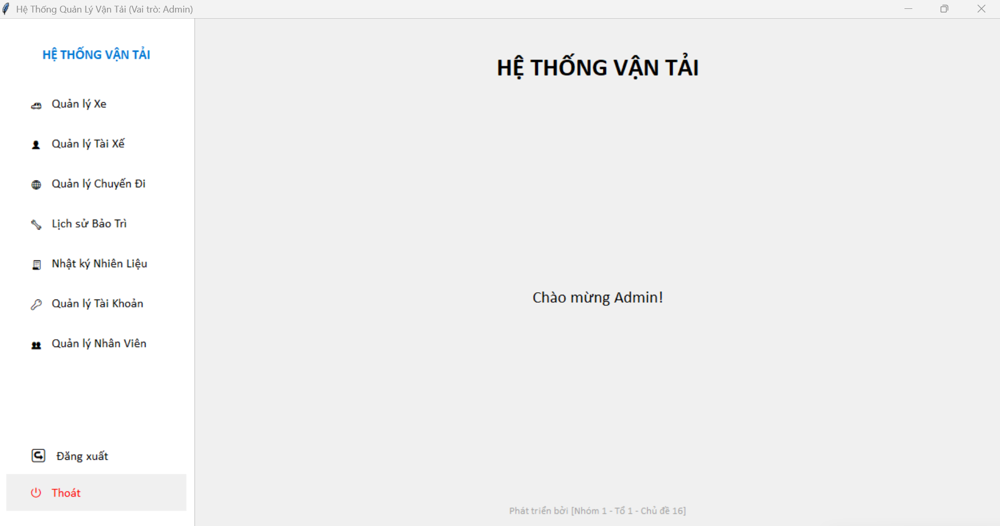 Hệ Thống Quản Lý Vận Tải (Vai trò: Admin)
HỆ THỐNG VẬN TẢI
Quản lý Xe
Quản lý Tài Xế
Quản lý Chuyến Đi
Lịch sử Bảo Trì
Nhật ký Nhiên Liệu
Quản lý Tài Khoản
Quản lý Nhân Viên
Đăng xuất
Thoát
HỆ THỐNG VẬN TẢI
Chào mừng Admin!
Phát triển bởi [Nhóm 1 - Tổ 1 - Chủ đề 16]